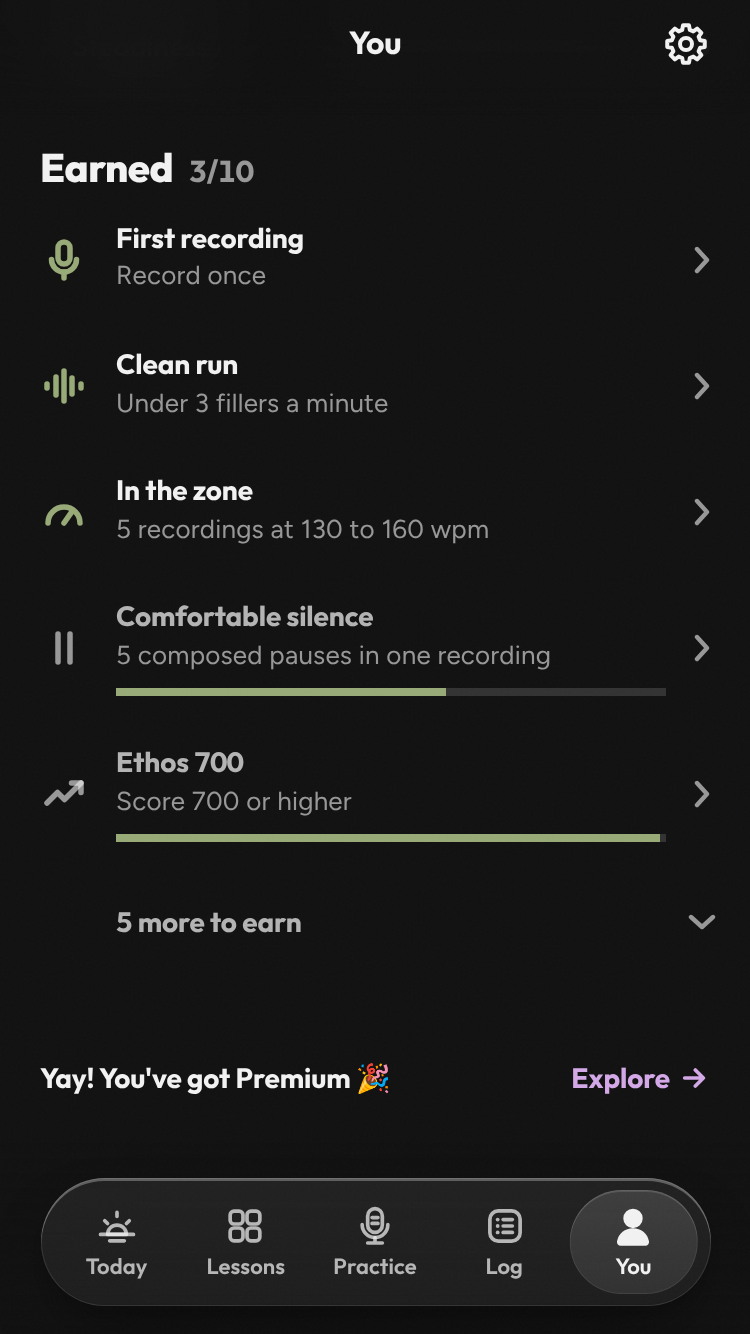 You
Earned 3/10
First recording
Record once
Clean run
Under 3 fillers a minute
In the zone
5 recordings at 130 to 160 wpm
Comfortable silence
5 composed pauses in one recording
Ethos 700
Score 700 or higher
5 more to earn
Yay! You've got Premium 🎉 Explore →
Today Lessons Practice Log You